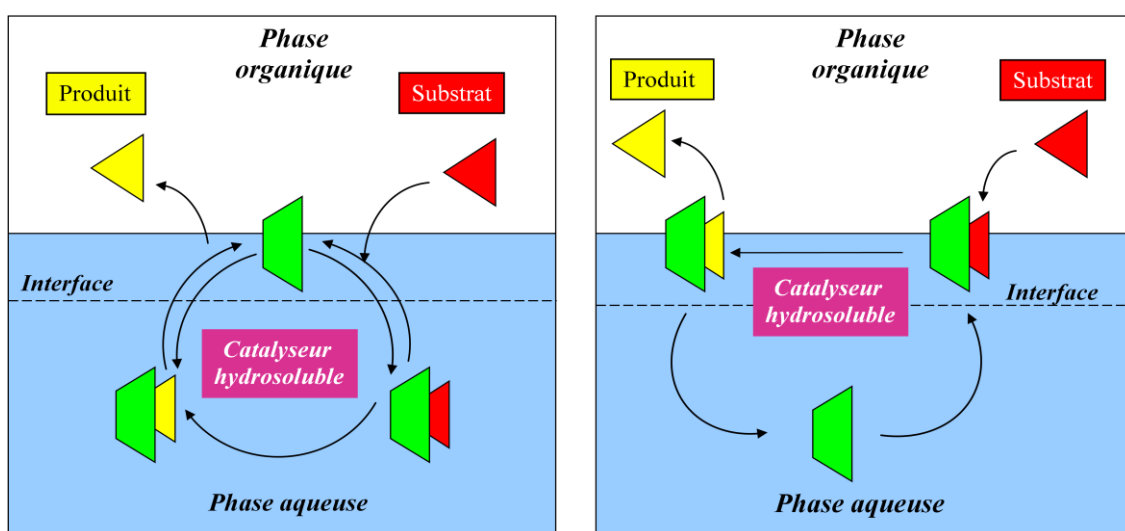 Phase
organique
Produit
Substrat
Interface
Catalyseur
hydrosoluble
Phase aqueuse
Phase
organique
Produit
Substrat
Catalyseur
hydrosoluble
Interface
Phase aqueuse